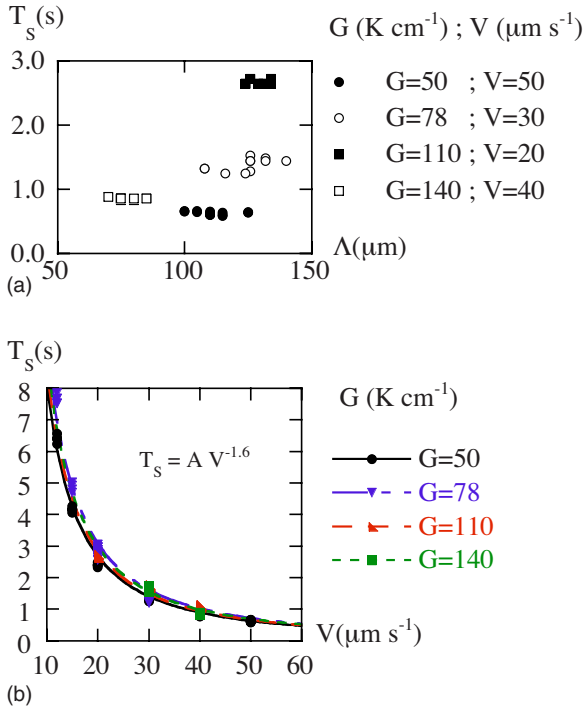 T_S(s)
G (K cm⁻¹) ; V (μm s⁻¹)
3.0
2.0
1.0
0.0
50
100
150
Λ(μm)
G=50 ; V=50
G=78 ; V=30
G=110 ; V=20
G=140 ; V=40
(a)
T_S(s)
G (K cm⁻¹)
8
7
6
5
4
3
2
1
0
T_S = A V⁻¹·⁶
G=50
G=78
G=110
G=140
10
20
30
40
50
60
V(μm s⁻¹)
(b)